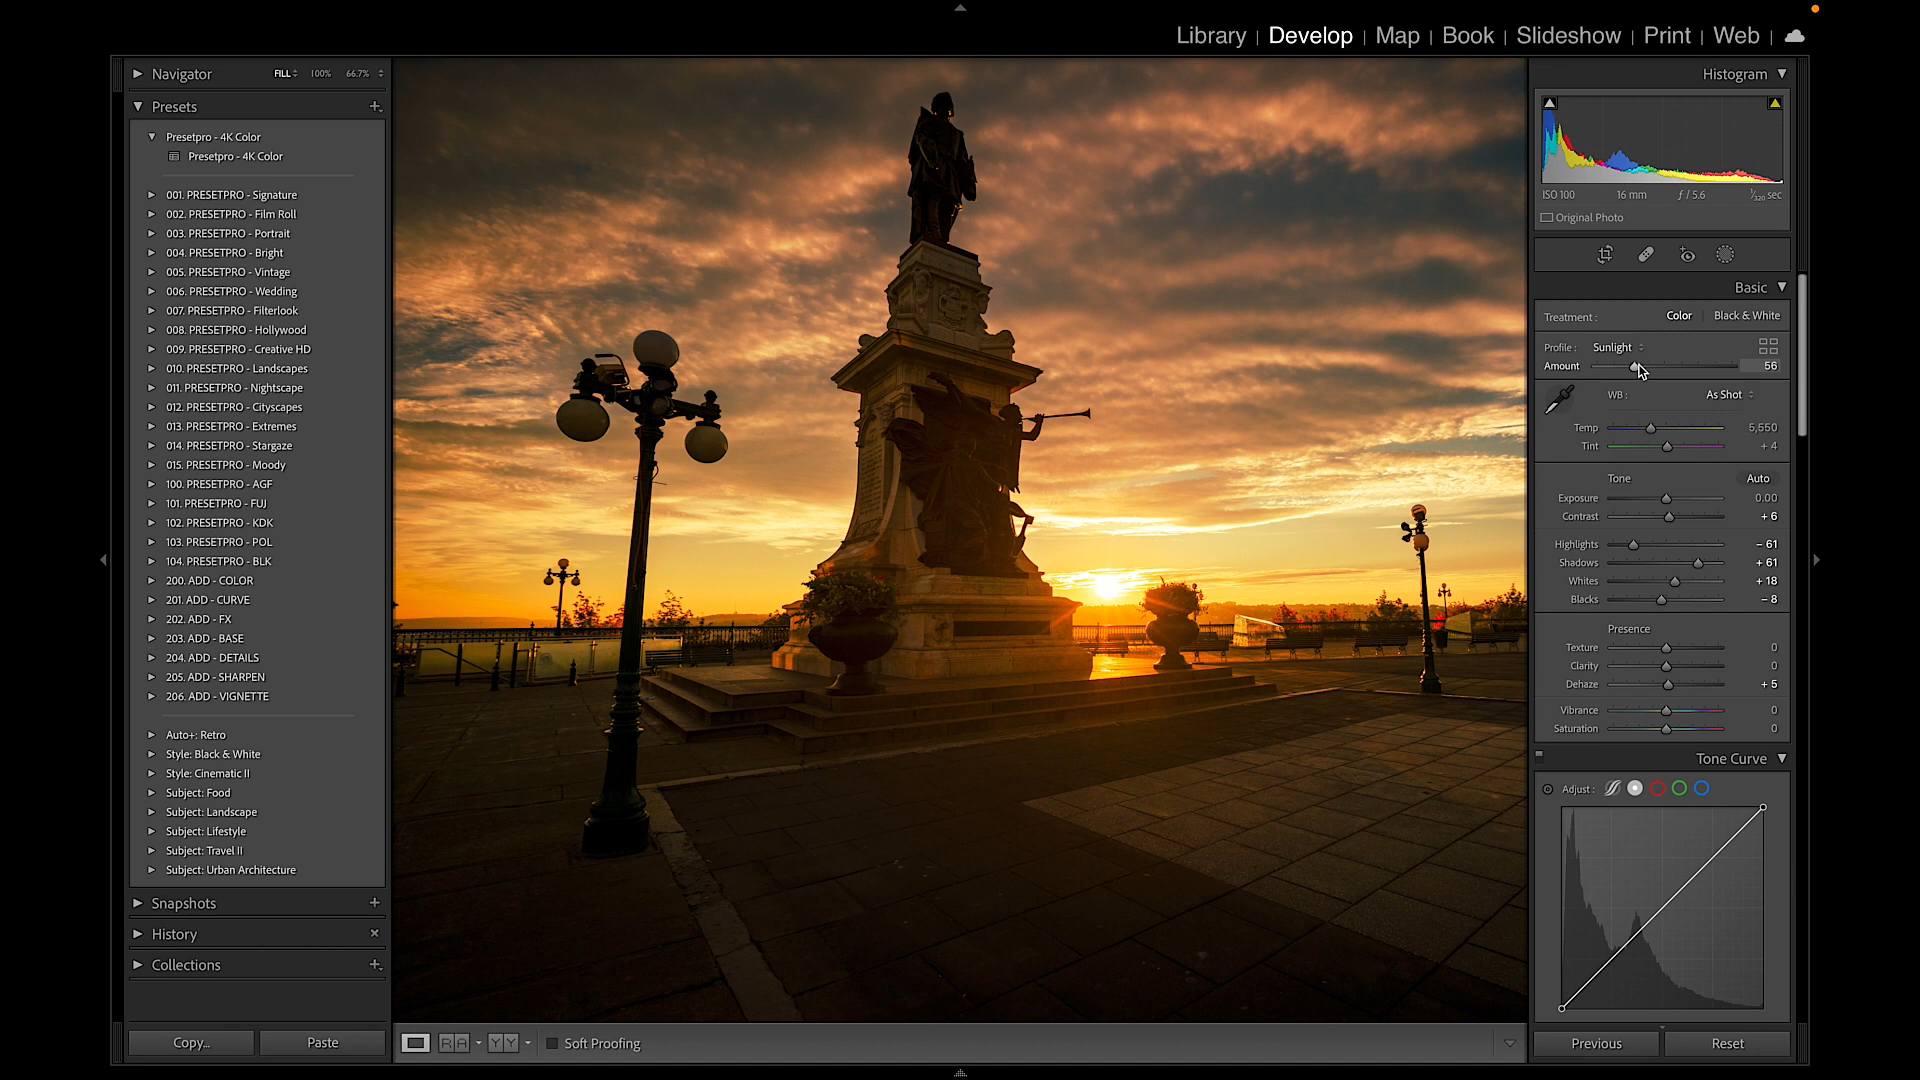 Library | Develop | Map | Book | Slideshow | Print | Web |
Navigator FILL 100% 66.7%
Presets
Presetpro - 4K Color
Presetpro - 4K Color
001. PRESETPRO - Signature
002. PRESETPRO - Film Roll
003. PRESETPRO - Portrait
004. PRESETPRO - Bright
005. PRESETPRO - Vintage
006. PRESETPRO - Wedding
007. PRESETPRO - Filterlook
008. PRESETPRO - Hollywood
009. PRESETPRO - Creative HD
010. PRESETPRO - Landscapes
011. PRESETPRO - Nightscape
012. PRESETPRO - Cityscapes
013. PRESETPRO - Extremes
014. PRESETPRO - Stargaze
015. PRESETPRO - Moody
100. PRESETPRO - AGF
101. PRESETPRO - FUJ
102. PRESETPRO - KDK
103. PRESETPRO - POL
104. PRESETPRO - BLK
200. ADD - COLOR
201. ADD - CURVE
202. ADD - FX
203. ADD - BASE
204. ADD - DETAILS
205. ADD - SHARPEN
206. ADD - VIGNETTE
Auto+: Retro
Style: Black & White
Style: Cinematic II
Subject: Food
Subject: Landscape
Subject: Lifestyle
Subject: Travel II
Subject: Urban Architecture
Snapshots
History
Collections
Copy... Paste
R A Y Y Soft Proofing
Histogram
ISO 100 16 mm ƒ / 5.6 1/320 sec
Original Photo
Basic
Treatment : Color | Black & White
Profile : Sunlight
Amount 56
WB : As Shot
Temp 5,550
Tint + 4
Tone Auto
Exposure 0.00
Contrast + 6
Highlights − 61
Shadows + 61
Whites + 18
Blacks − 8
Presence
Texture 0
Clarity 0
Dehaze + 5
Vibrance 0
Saturation 0
Tone Curve
Adjust :
Previous Reset